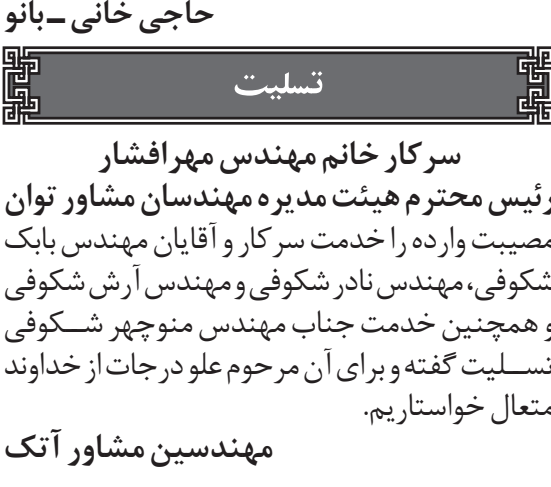 حاجی خانی ـ بانو
تسلیت
سرکار خانم مهندس مهرافشار
رئیس محترم هیئت مدیره مهندسان مشاور توان
مصیبت وارده را خدمت سرکار و آقایان مهندس بابک
شکوفی، مهندس نادر شکوفی و مهندس آرش شکوفی
و همچنین خدمت جناب مهندس منوچهر شــکوفی
تســلیت گفته و برای آن مرحوم علو درجات از خداوند
متعال خواستاریم.
مهندسین مشاور آتک